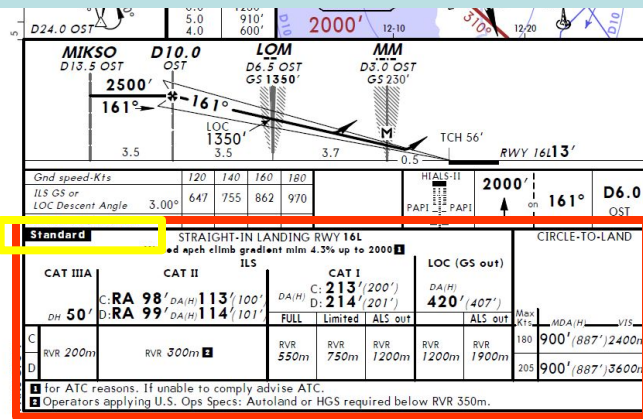 D24.0 OST
5.0 910'
4.0 600'
2000'
12-10
310°
12-20
D10
D10
5
MIKSO D10.0 LOM MM
D13.5 OST OST D6.5 OST D3.0 OST
GS 1350' GS 230'
2500'
161° 161°
LOC
1350'
M
TCH 56'
3.5 3.5 3.7 0.5 RWY 16L 13'
Gnd speed-Kts 120 140 160 180
ILS GS or
LOC Descent Angle 3.00° 647 755 862 970
HIALS-II
PAPI PAPI
2000' on 161° D6.0
OST
Standard STRAIGHT-IN LANDING RWY 16L CIRCLE-TO-LAND
ed apch climb gradient mim 4.3% up to 2000 1
ILS LOC (GS out)
CAT IIIA CAT II CAT I
DH 50'
C: RA 98' DA(H) 113' (100')
D: RA 99' DA(H) 114' (101')
DA(H) C: 213' (200')
D: 214' (201')
DA(H)
420' (407')
FULL Limited ALS out ALS out
Max
Kts MDA(H) VIS
C 180 900' (887') 2400m
RVR 200m RVR 300m 2 RVR 550m RVR 750m RVR 1200m RVR 1200m RVR 1900m
D 205 900' (887') 3600m
1 for ATC reasons. If unable to comply advise ATC.
2 Operators applying U.S. Ops Specs: Autoland or HGS required below RVR 350m.